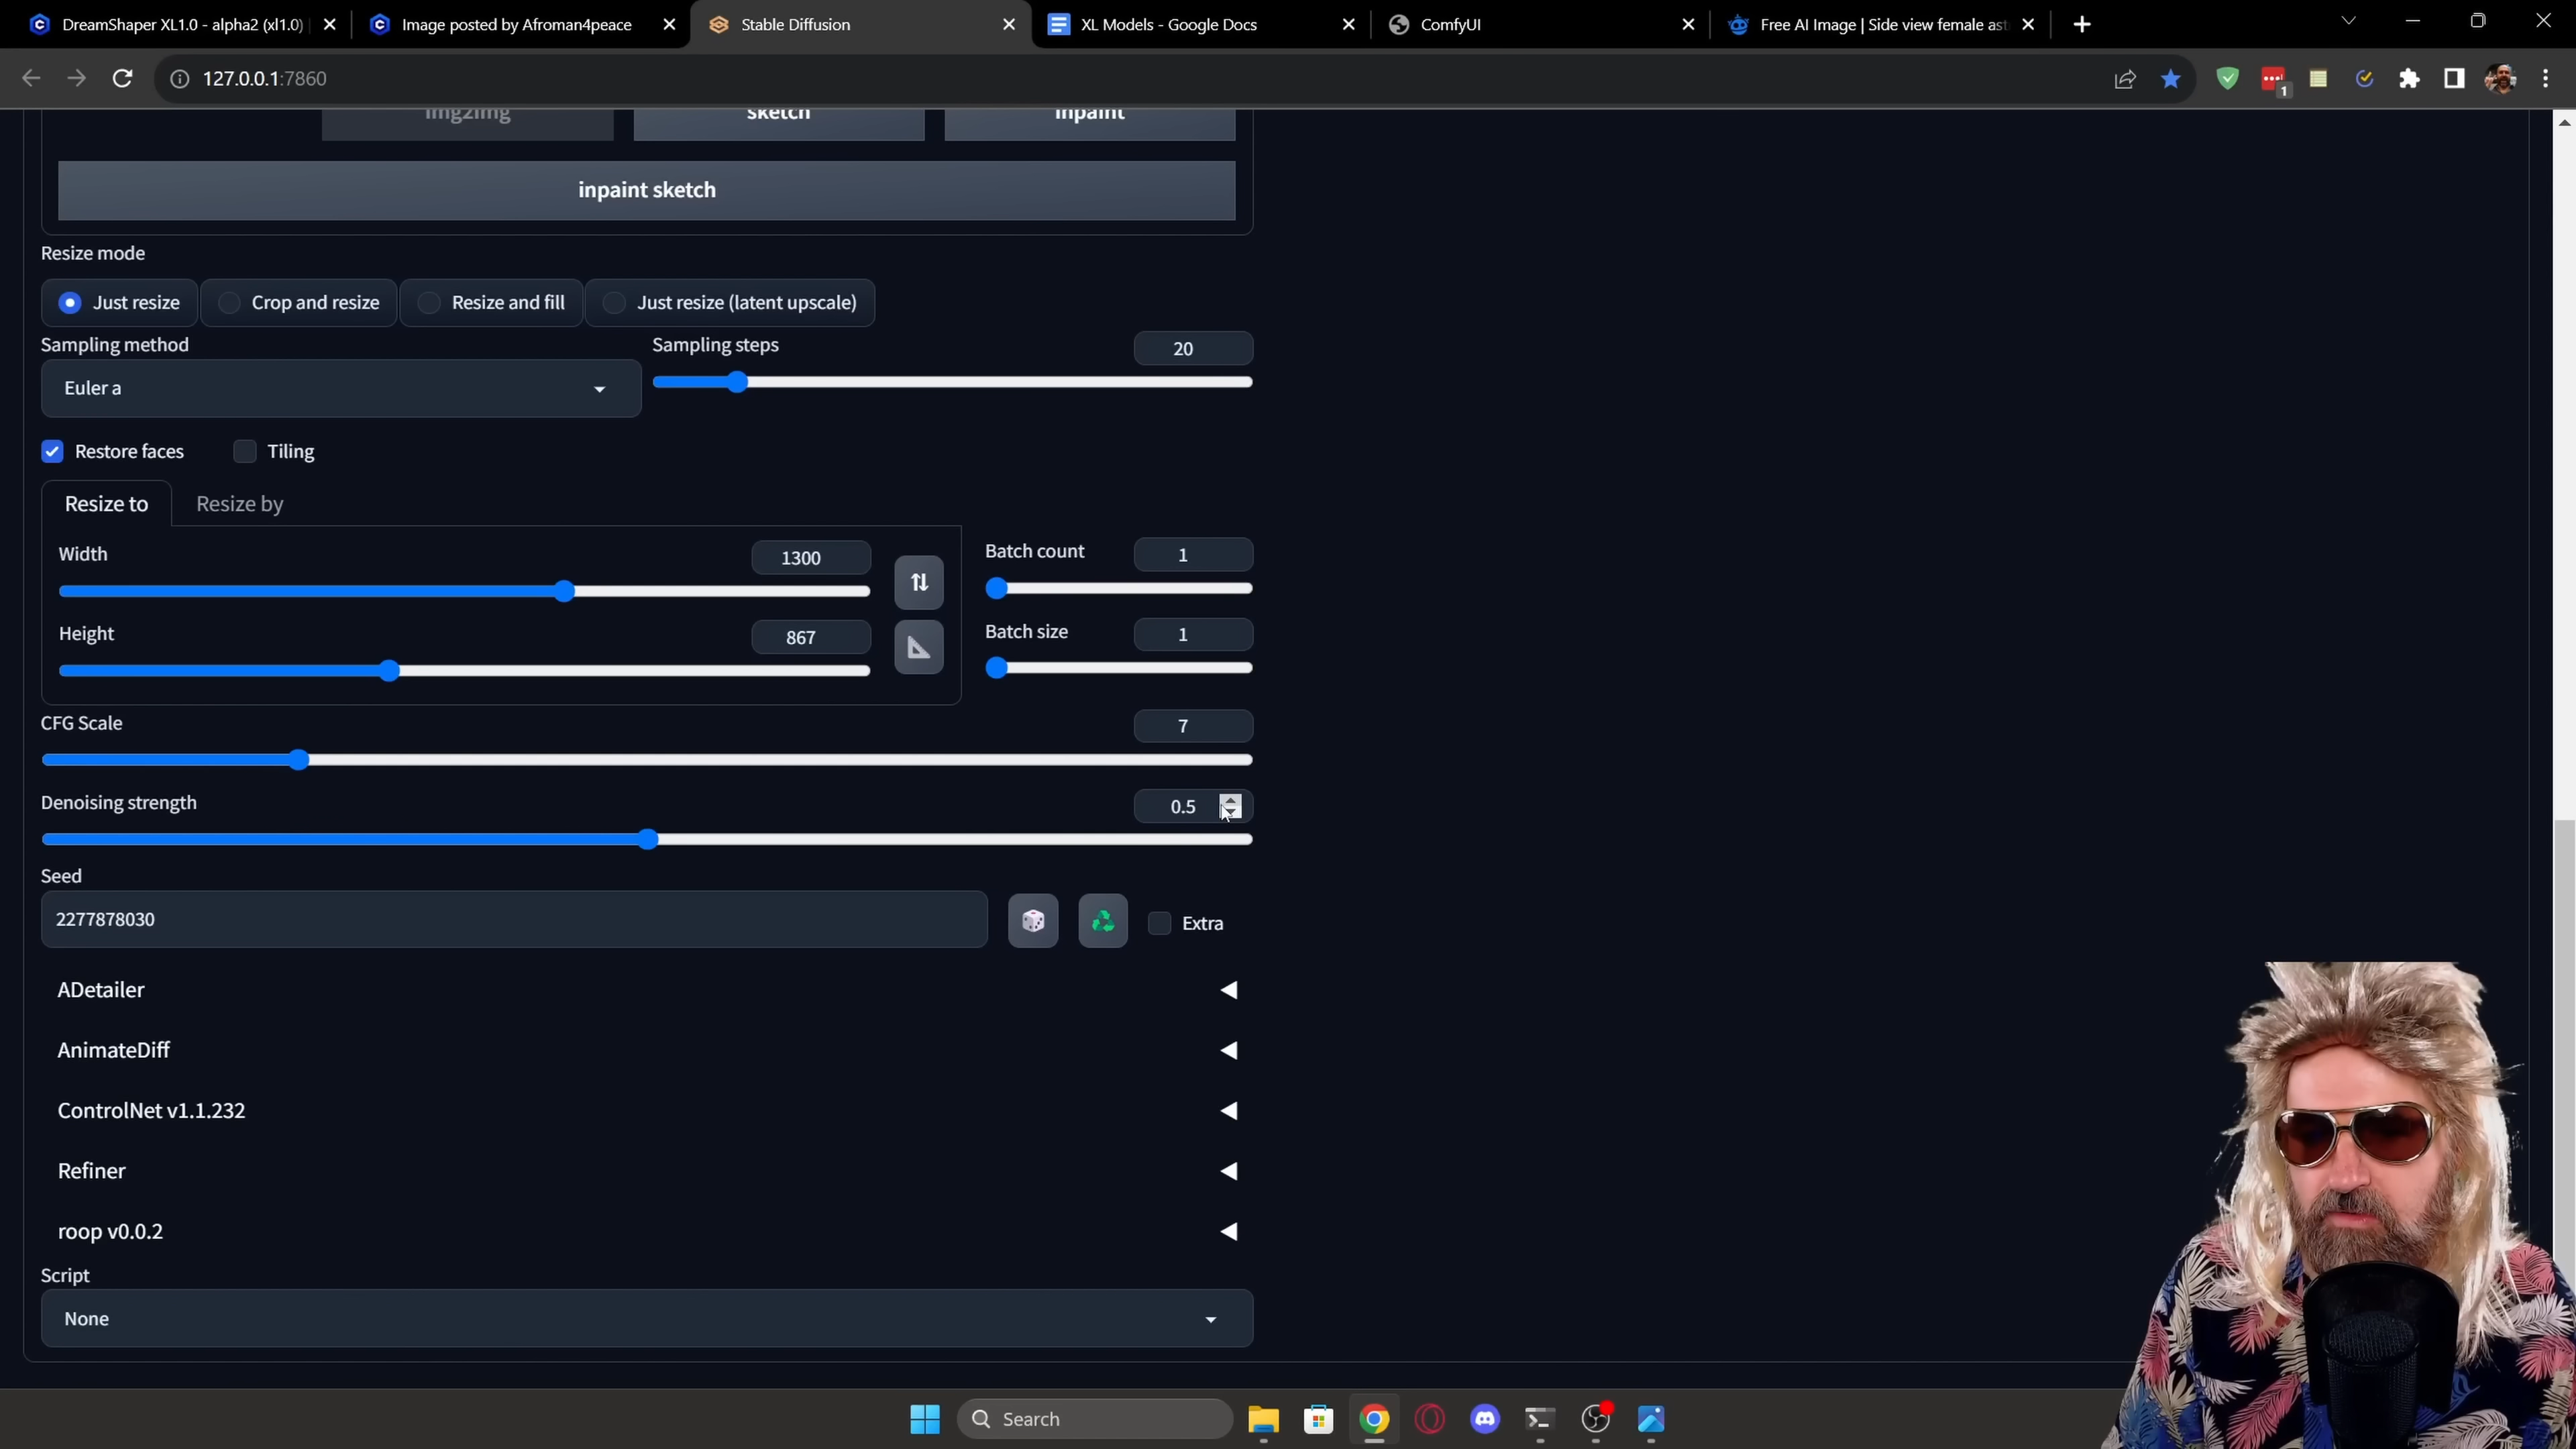 DreamShaper XL1.0 - alpha2 (xl1.0)
Image posted by Afroman4peace
Stable Diffusion
XL Models - Google Docs
ComfyUI
Free AI Image | Side view female ast
127.0.0.1:7860
1
img2img
sketch
inpaint
inpaint sketch
Resize mode
Just resize
Crop and resize
Resize and fill
Just resize (latent upscale)
Sampling method
Sampling steps
20
Euler a
Restore faces
Tiling
Resize to
Resize by
Width
1300
Batch count
1
Height
867
Batch size
1
CFG Scale
7
Denoising strength
0.5
Seed
2277878030
Extra
ADetailer
AnimateDiff
ControlNet v1.1.232
Refiner
roop v0.0.2
Script
None
Search